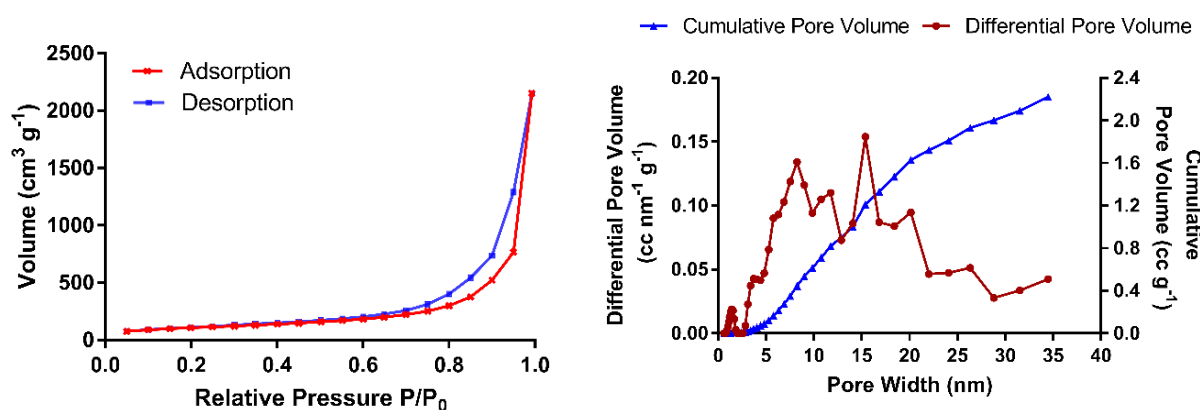 2500
2000
1500
1000
500
0
Volume (cm³ g⁻¹)
Adsorption
Desorption
0.0 0.2 0.4 0.6 0.8 1.0
Relative Pressure P/P₀
Cumulative Pore Volume Differential Pore Volume
0.20
0.15
0.10
0.05
0.00
Differential Pore Volume
(cc nm⁻¹ g⁻¹)
2.4
2.0
1.6
1.2
0.8
0.4
0.0
Cumulative
Pore Volume (cc g⁻¹)
0 5 10 15 20 25 30 35 40
Pore Width (nm)